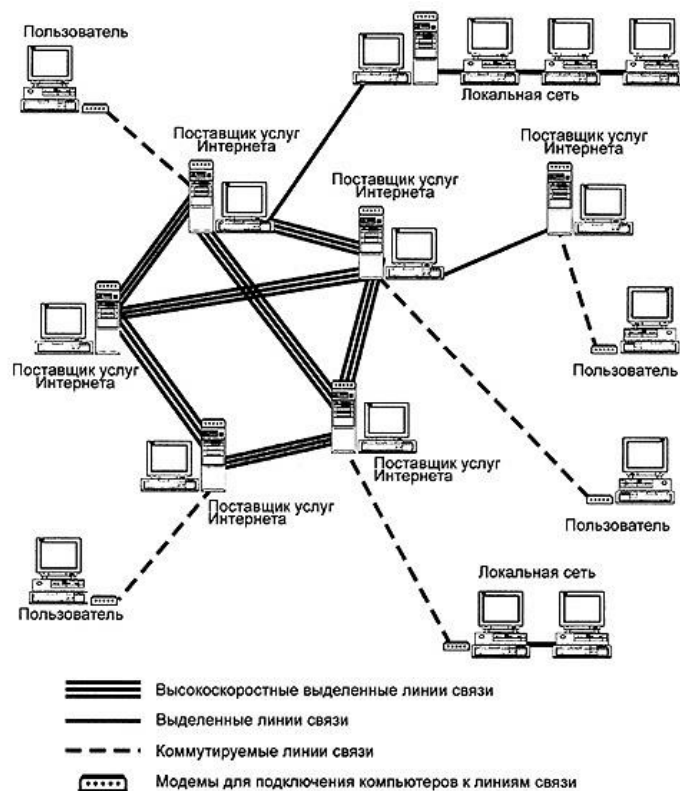 Пользователь
Локальная сеть
Поставщик услуг
Интернета
Поставщик услуг
Интернета
Поставщик услуг
Интернета
Поставщик услуг
Интернета
Пользователь
Поставщик услуг
Интернета
Поставщик услуг
Интернета
Пользователь
Локальная сеть
Пользователь
Высокоскоростные выделенные линии связи
Выделенные линии связи
Коммутируемые линии связи
Модемы для подключения компьютеров к линиям связи